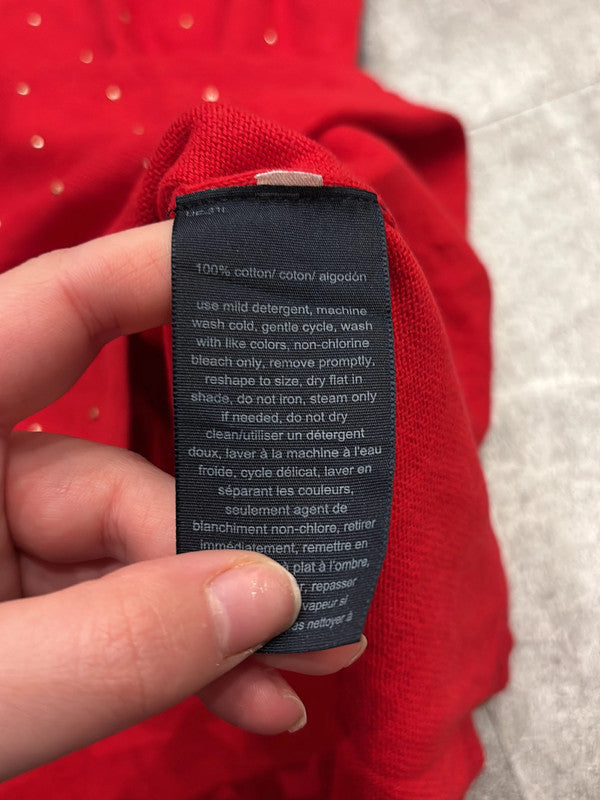 100% cotton/ coton/ algodón
use mild detergent, machine
wash cold, gentle cycle, wash
with like colors, non-chlorine
bleach only, remove promptly,
reshape to size, dry flat in
shade, do not iron, steam only
if needed, do not dry
clean/utiliser un détergent
doux, laver à la machine à l'eau
froide, cycle délicat, laver en
séparant les couleurs,
seulement agent de
blanchiment non-chlore, retirer
immédiatement, remettre en
à plat à l'ombre,
repasser
vapeur si
nettoyer à